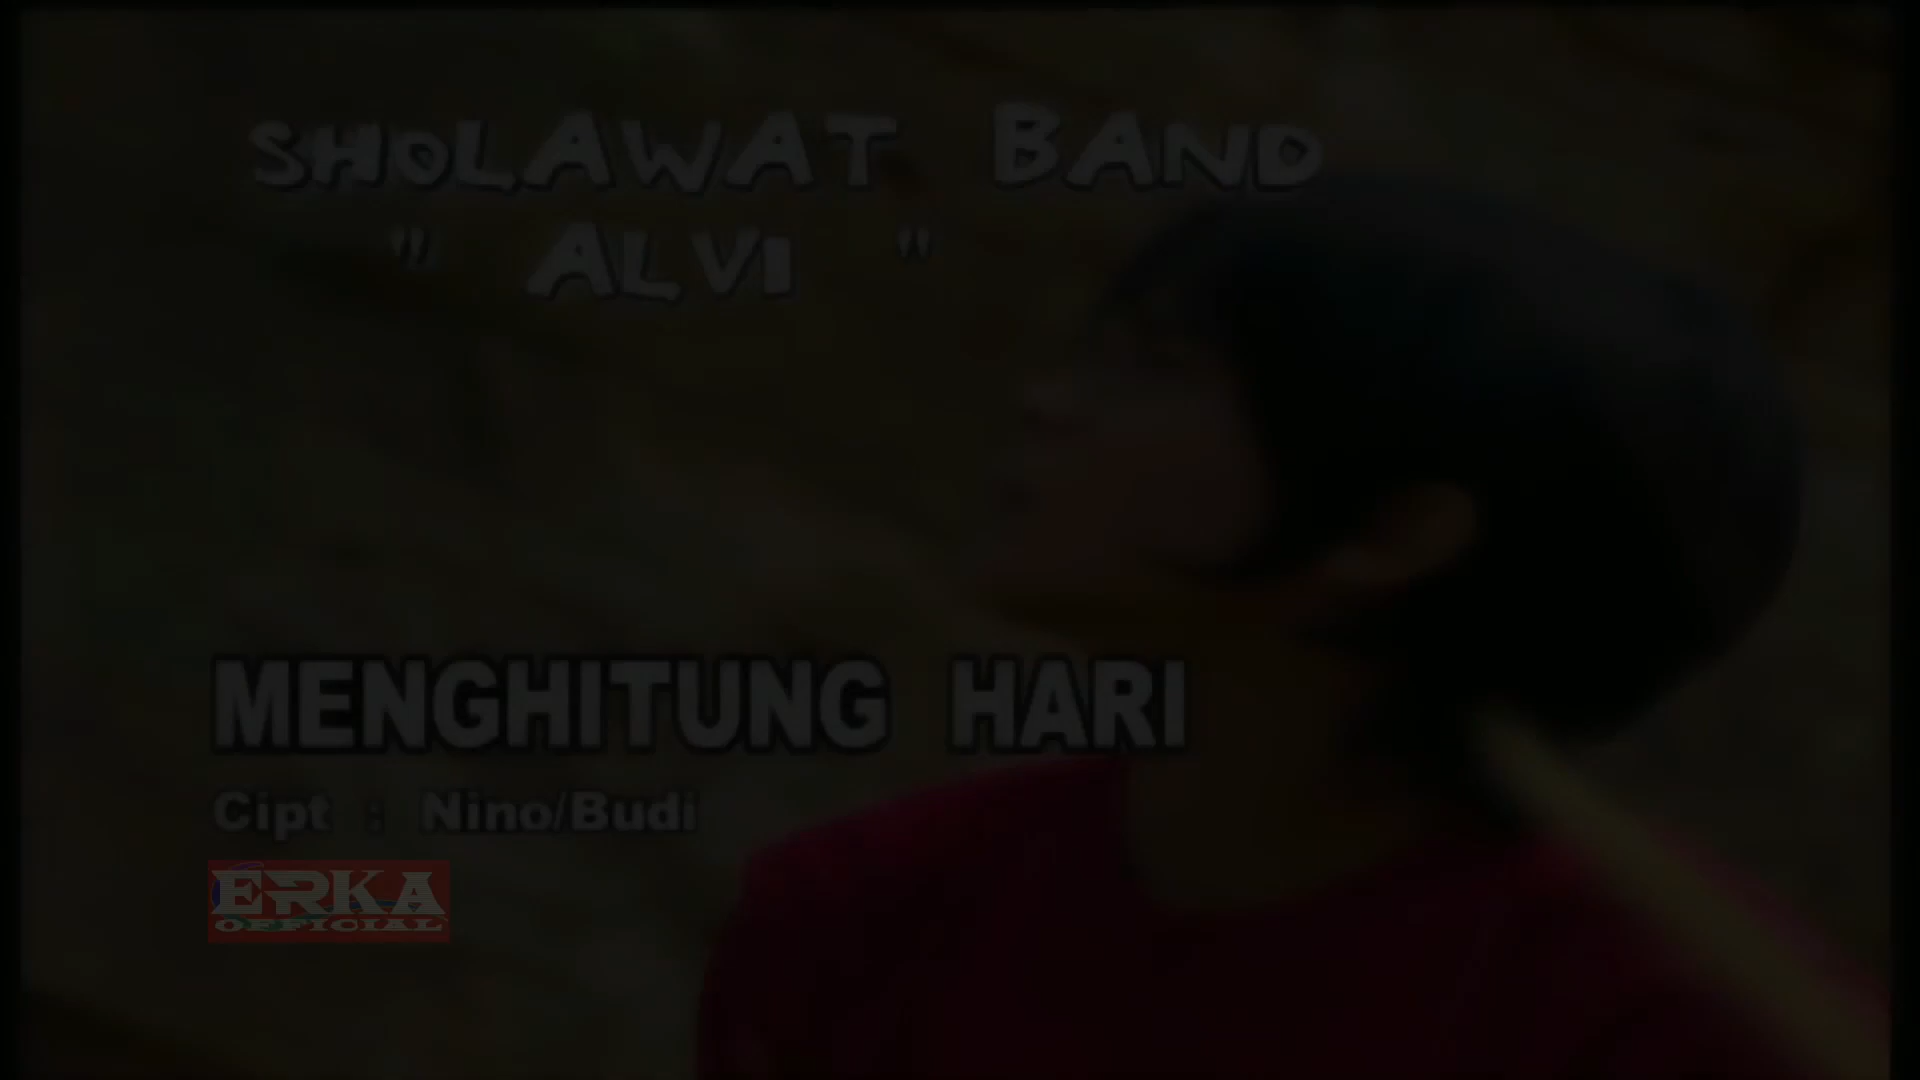 SHOLAWAT BAND
" ALVI "
MENGHITUNG HARI
Cipt : Nino/Budi
ERKA
OFFICIAL